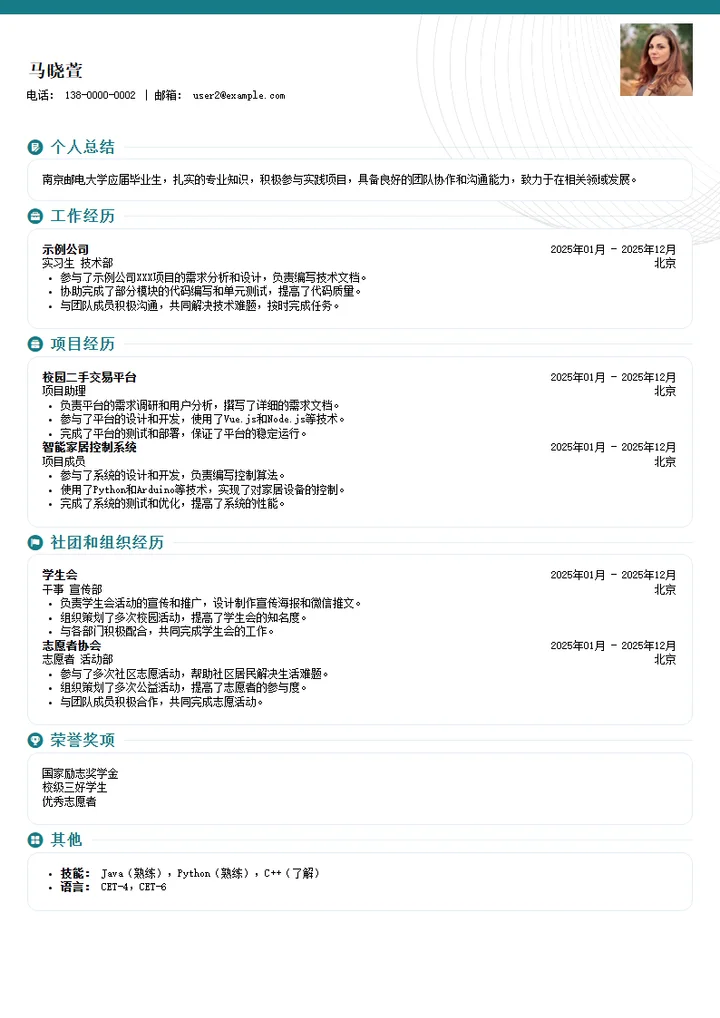 马晓萱
电话： 138-0000-0002 | 邮箱： user2@example.com
个人总结
南京邮电大学应届毕业生，扎实的专业知识，积极参与实践项目，具备良好的团队协作和沟通能力，致力于在相关领域发展。
工作经历
示例公司 2025年01月 - 2025年12月
实习生 技术部 北京
• 参与了示例公司XXX项目的需求分析和设计，负责编写技术文档。
• 协助完成了部分模块的代码编写和单元测试，提高了代码质量。
• 与团队成员积极沟通，共同解决技术难题，按时完成任务。
项目经历
校园二手交易平台 2025年01月 - 2025年12月
项目助理 北京
• 负责平台的需求调研和用户分析，撰写了详细的需求文档。
• 参与了平台的设计和开发，使用了Vue.js和Node.js等技术。
• 完成了平台的测试和部署，保证了平台的稳定运行。
智能家居控制系统 2025年01月 - 2025年12月
项目成员 北京
• 参与了系统的设计和开发，负责编写控制算法。
• 使用了Python和Arduino等技术，实现了对家居设备的控制。
• 完成了系统的测试和优化，提高了系统的性能。
社团和组织经历
学生会 2025年01月 - 2025年12月
干事 宣传部 北京
• 负责学生会活动的宣传和推广，设计制作宣传海报和微信推文。
• 组织策划了多次校园活动，提高了学生会的知名度。
• 与各部门积极配合，共同完成学生会的工作。
志愿者协会 2025年01月 - 2025年12月
志愿者 活动部 北京
• 参与了多次社区志愿活动，帮助社区居民解决生活难题。
• 组织策划了多次公益活动，提高了志愿者的参与度。
• 与团队成员积极合作，共同完成志愿活动。
荣誉奖项
国家励志奖学金
校级三好学生
优秀志愿者
其他
• 技能： Java（熟练），Python（熟练），C++（了解）
• 语言： CET-4，CET-6